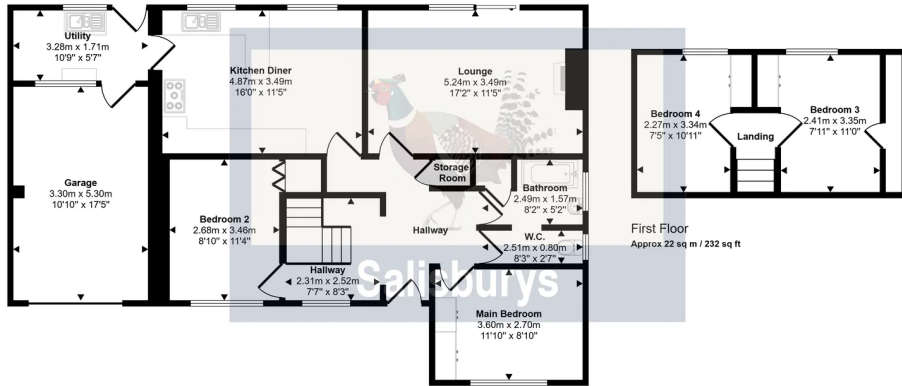 Utility
3.28m x 1.71m
10'9" x 5'7"
Kitchen Diner
4.87m x 3.49m
16'0" x 11'5"
Lounge
5.24m x 3.49m
17'2" x 11'5"
Garage
3.30m x 5.30m
10'10" x 17'5"
Bedroom 2
2.68m x 3.46m
8'10" x 11'4"
Storage
Room
Bathroom
2.49m x 1.57m
8'2" x 5'2"
Hallway
W.C.
2.51m x 0.80m
8'3" x 2'7"
Hallway
2.31m x 2.52m
7'7" x 8'3"
Salisburys
Main Bedroom
3.60m x 2.70m
11'10" x 8'10"
Bedroom 4
2.27m x 3.34m
7'5" x 10'11"
Landing
Bedroom 3
2.41m x 3.35m
7'11" x 11'0"
First Floor
Approx 22 sq m / 232 sq ft